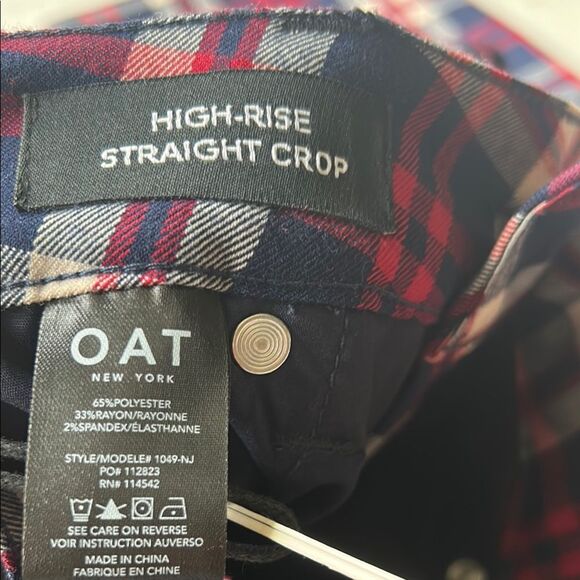 HIGH-RISE
STRAIGHT CROP
OAT
NEW YORK
65%POLYESTER
33%RAYON/RAYONNE
2%SPANDEX/ÉLASTHANNE
STYLE/MODELE# 1049-NJ
PO# 112823
RN# 114542
SEE CARE ON REVERSE
VOIR INSTRUCTION AUVERSO
MADE IN CHINA
FABRIQUE EN CHINE